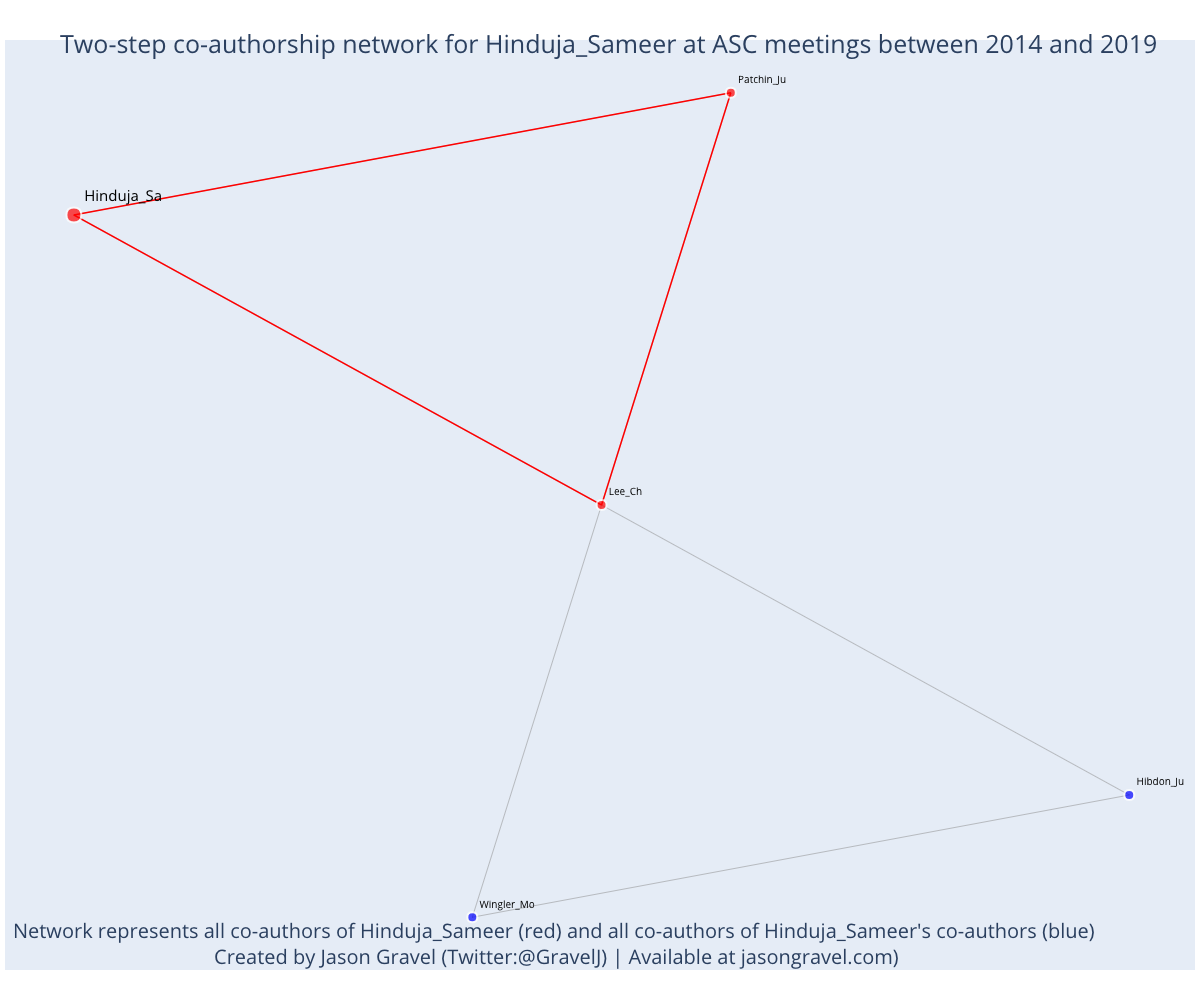 Two-step co-authorship network for Hinduja_Sameer at ASC meetings between 2014 and 2019
Patchin_Ju
Hinduja_Sa
Lee_Ch
Hibdon_Ju
Wingler_Mo
Network represents all co-authors of Hinduja_Sameer (red) and all co-authors of Hinduja_Sameer's co-authors (blue)
Created by Jason Gravel (Twitter:@GravelJ) | Available at jasongravel.com)